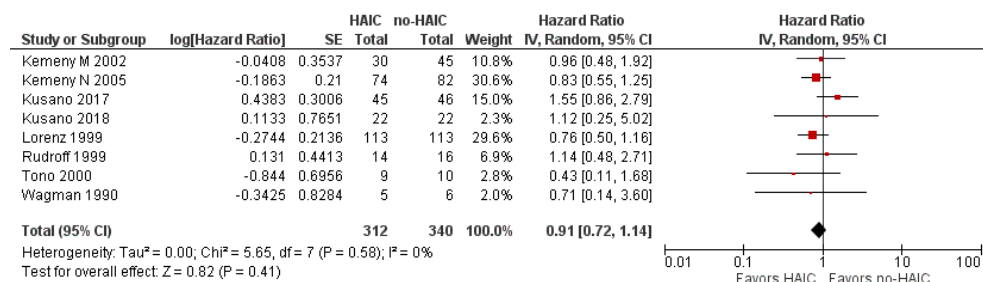 HAIC no-HAIC Hazard Ratio Hazard Ratio
Study or Subgroup log[Hazard Ratio] SE Total Total Weight IV, Random, 95% CI IV, Random, 95% CI
Kemeny M 2002 -0.0408 0.3537 30 45 10.8% 0.96 [0.48, 1.92]
Kemeny N 2005 -0.1863 0.21 74 82 30.6% 0.83 [0.55, 1.25]
Kusano 2017 0.4383 0.3006 45 46 15.0% 1.55 [0.86, 2.79]
Kusano 2018 0.1133 0.7651 22 22 2.3% 1.12 [0.25, 5.02]
Lorenz 1999 -0.2744 0.2136 113 113 29.6% 0.76 [0.50, 1.16]
Rudroff 1999 0.131 0.4413 14 16 6.9% 1.14 [0.48, 2.71]
Tono 2000 -0.844 0.6956 9 10 2.8% 0.43 [0.11, 1.68]
Wagman 1990 -0.3425 0.8284 5 6 2.0% 0.71 [0.14, 3.60]
Total (95% CI) 312 340 100.0% 0.91 [0.72, 1.14]
Heterogeneity: Tau² = 0.00; Chi² = 5.65, df = 7 (P = 0.58); I² = 0%
Test for overall effect: Z = 0.82 (P = 0.41)
0.01 0.1 1 10 100
Favors HAIC Favors no-HAIC